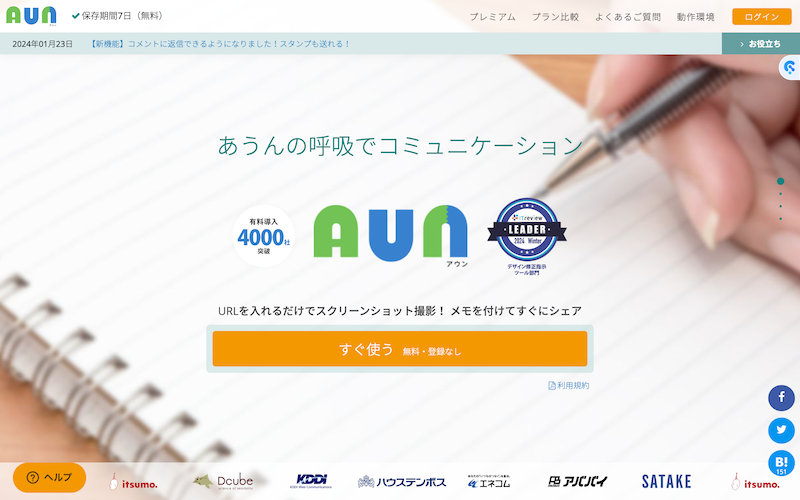 AUN
保存期間7日（無料）
プレミアム
プラン比較
よくあるご質問
動作環境
ログイン
2024年01月23日
【新機能】コメントに返信できるようになりました！スタンプも送れる！
お役立ち
あうんの呼吸でコミュニケーション
有料導入
4000社
突破
AUN
アウン
ITreview
LEADER
2024 Winter
デザイン修正指示
ツール部門
URLを入れるだけでスクリーンショット撮影！ メモを付けてすぐにシェア
すぐ使う 無料・登録なし
利用規約
B!
151
ヘルプ
itsumo.
Dcube
KDDI
KDDI Web Communications
ハウステンボス
エネコム
アパパイ
SATAKE
itsumo.